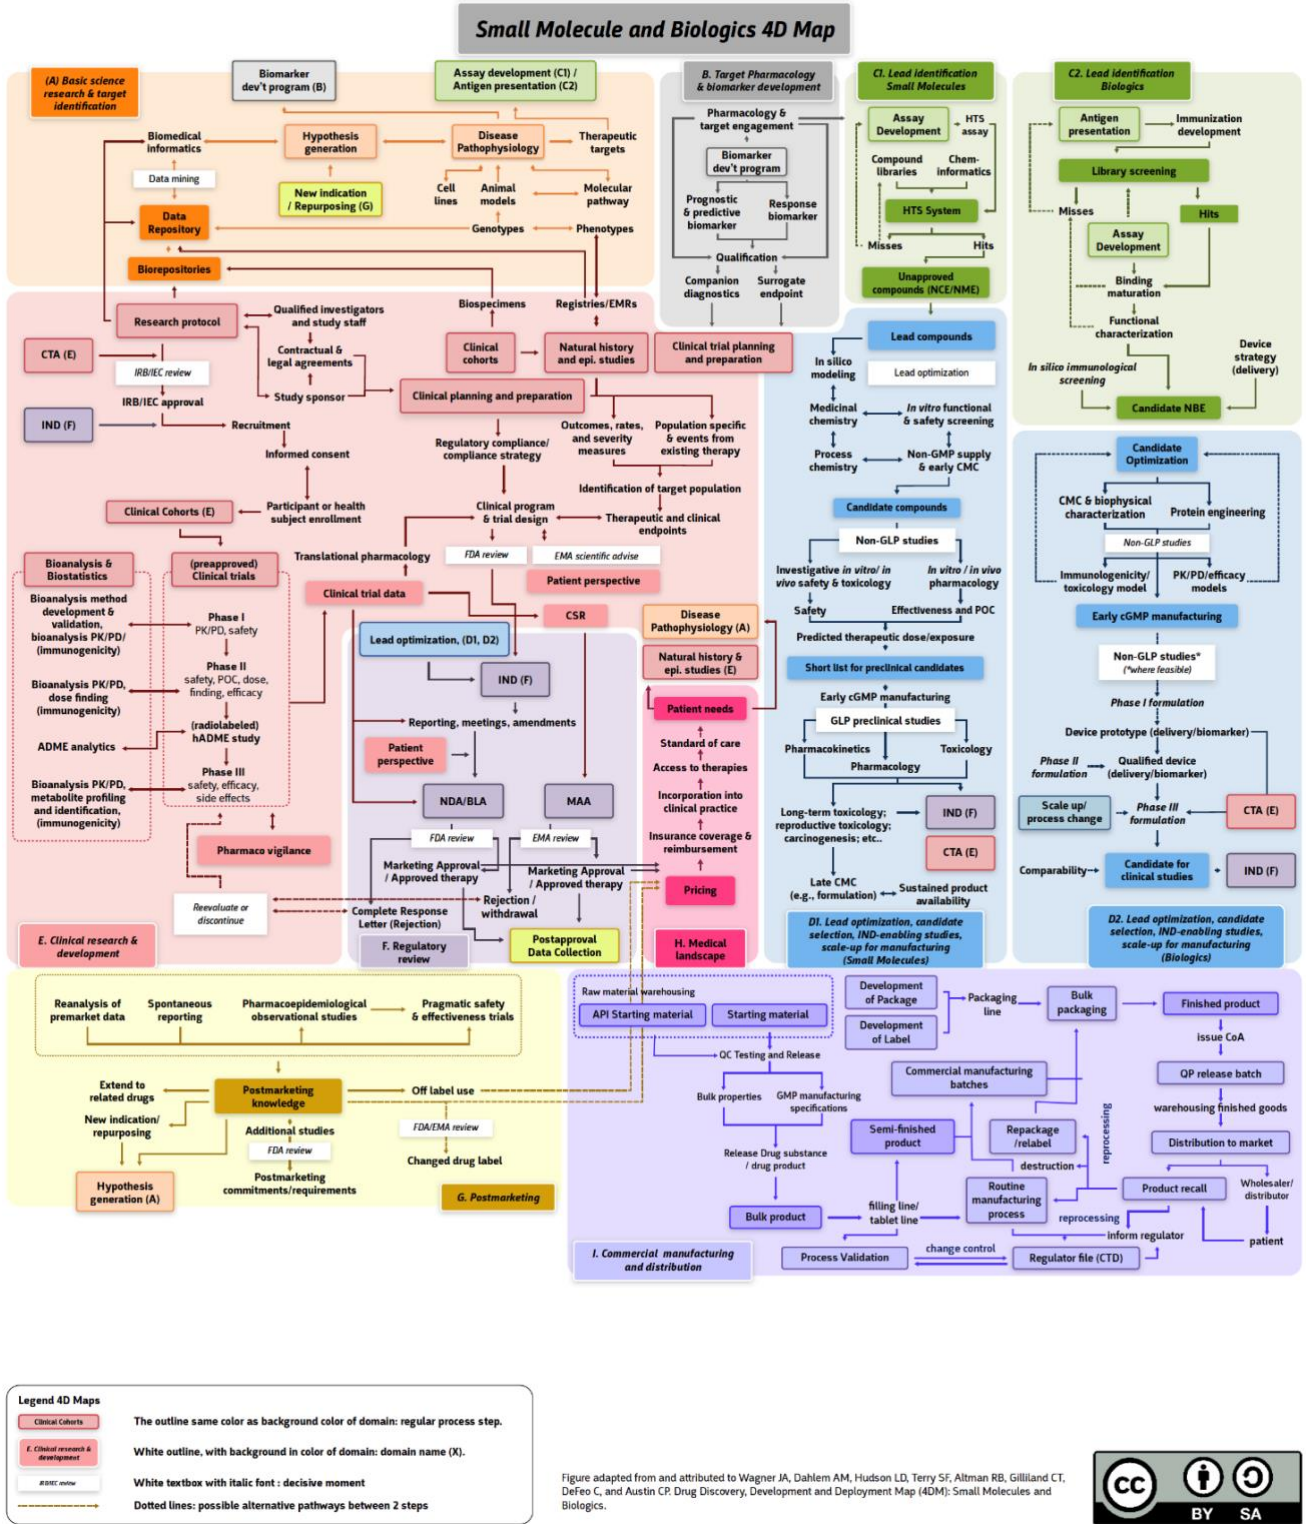 Small Molecule and Biologics 4D Map
(A) Basic science
research & target
identification
Biomarker
dev't program (B)
Assay development (C1) /
Antigen presentation (C2)
Biomedical
informatics
Hypothesis
generation
Disease
Pathophysiology
Therapeutic
targets
Data mining
New indication
/ Repurposing (G)
Cell
lines
Animal
models
Molecular
pathway
Data
Repository
Genotypes
Phenotypes
Biorepositories
B. Target Pharmacology
& biomarker development
Pharmacology &
target engagement
Biomarker
dev't program
Prognostic
& predictive
biomarker
Response
biomarker
Qualification
Companion
diagnostics
Surrogate
endpoint
C1. Lead identification
Small Molecules
Assay
Development
HTS
assay
Compound
libraries
Chem-
informatics
HTS System
Misses
Hits
Unapproved
compounds (NCE/NME)
C2. Lead identification
Biologics
Antigen
presentation
Immunization
development
Library screening
Misses
Hits
Assay
Development
Binding
maturation
Functional
characterization
In silico immunological
screening
Device
strategy
(delivery)
Candidate NBE
Biospecimens
Registries/EMRs
Research protocol
Qualified investigators
and study staff
Clinical
cohorts
Natural history
and epi. studies
Clinical trial planning
and preparation
CTA (E)
Contractual &
legal agreements
IRB/IEC review
IRB/IEC approval
Study sponsor
Clinical planning and preparation
IND (F)
Recruitment
Informed consent
Regulatory compliance/
compliance strategy
Outcomes, rates,
and severity
measures
Population specific
& events from
existing therapy
Identification of target population
Clinical Cohorts (E)
Participant or health
subject enrollment
Clinical program
& trial design
Therapeutic and clinical
endpoints
Translational pharmacology
FDA review
EMA scientific advise
Patient perspective
Bioanalysis &
Biostatistics
(preapproved)
Clinical trials
Clinical trial data
CSR
Bioanalysis method
development &
validation,
bioanalysis PK/PD/
(immunogenicity)
Phase I
PK/PD, safety
Bioanalysis PK/PD,
dose finding
(immunogenicity)
Phase II
safety, POC, dose,
finding, efficacy
ADME analytics
(radiolabeled)
hADME study
Bioanalysis PK/PD,
metabolite profiling
and identification,
(immunogenicity)
Phase III
safety, efficacy,
side effects
Pharmaco vigilance
Reevaluate or
discontinue
E. Clinical research &
development
Lead optimization, (D1, D2)
IND (F)
Reporting, meetings, amendments
Patient
perspective
NDA/BLA
MAA
FDA review
EMA review
Marketing Approval
/ Approved therapy
Marketing Approval
/ Approved therapy
Rejection /
withdrawal
Complete Response
Letter (Rejection)
Postapproval
Data Collection
F. Regulatory
review
Disease
Pathophysiology (A)
Natural history &
epi. studies (E)
Patient needs
Standard of care
Access to therapies
Incorporation into
clinical practice
Insurance coverage &
reimbursement
Pricing
H. Medical
landscape
Lead compounds
In silico
modeling
Lead optimization
Medicinal
chemistry
In vitro functional
& safety screening
Process
chemistry
Non-GMP supply
& early CMC
Candidate compounds
Non-GLP studies
Investigative in vitro/ in
vivo safety & toxicology
In vitro / in vivo
pharmacology
Safety
Effectiveness and POC
Predicted therapeutic dose/exposure
Short list for preclinical candidates
Early cGMP manufacturing
GLP preclinical studies
Pharmacokinetics
Toxicology
Pharmacology
Long-term toxicology;
reproductive toxicology;
carcinogenesis; etc..
IND (F)
CTA (E)
Late CMC
(e.g., formulation)
Sustained product
availability
D1. Lead optimization, candidate
selection, IND-enabling studies,
scale-up for manufacturing
(Small Molecules)
Candidate
Optimization
CMC & biophysical
characterization
Protein engineering
Non-GLP studies
Immunologenicity/
toxicology model
PK/PD/efficacy
models
Early cGMP manufacturing
Non-GLP studies*
(*where feasible)
Phase I formulation
Device prototype (delivery/biomarker)
Phase II
formulation
Qualified device
(delivery/biomarker)
Scale up/
process change
Phase III
formulation
CTA (E)
Comparability
Candidate for
clinical studies
IND (F)
D2. Lead optimization, candidate
selection, IND-enabling studies,
scale-up for manufacturing
(Biologics)
Reanalysis of
premarket data
Spontaneous
reporting
Pharmacoepidemiological
observational studies
Pragmatic safety
& effectiveness trials
Extend to
related drugs
Postmarketing
knowledge
Off label use
New indication/
repurposing
Additional studies
FDA review
FDA/EMA review
Changed drug label
Hypothesis
generation (A)
Postmarketing
commitments/requirements
G. Postmarketing
Raw material warehousing
API Starting material
Starting material
QC Testing and Release
Bulk properties
GMP manufacturing
specifications
Release Drug substance
/ drug product
Bulk product
filling line/
tablet line
Development
of Package
Development
of Label
Packaging
line
Bulk
packaging
Finished product
issue CoA
Commercial manufacturing
batches
QP release batch
warehousing finished goods
Semi-finished
product
Repackage
/relabel
reprocessing
Distribution to market
destruction
Routine
manufacturing
process
Product recall
Wholesaler/
distributor
reprocessing
inform regulator
patient
Process Validation
change control
Regulator file (CTD)
I. Commercial manufacturing
and distribution
Legend 4D Maps
Clinical Cohorts
The outline same color as background color of domain: regular process step.
E. Clinical research &
development
White outline, with background in color of domain: domain name (X).
IRB/IEC review
White textbox with italic font : decisive moment
Dotted lines: possible alternative pathways between 2 steps
Figure adapted from and attributed to Wagner JA, Dahlem AM, Hudson LD, Terry SF, Altman RB, Gilliland CT,
DeFeo C, and Austin CP. Drug Discovery, Development and Deployment Map (4DM): Small Molecules and
Biologics.
cc
BY SA